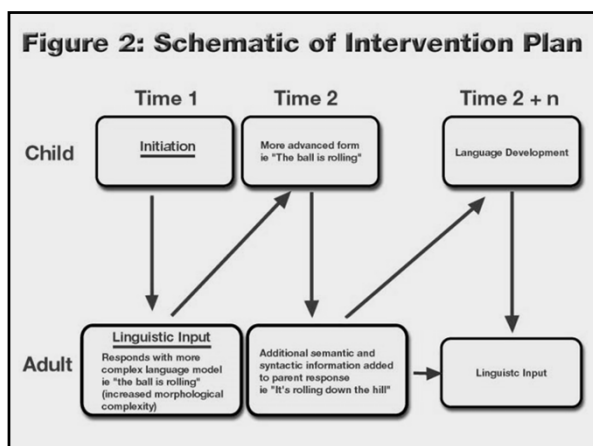 Figure 2: Schematic of Intervention Plan
Time 1
Time 2
Time 2 + n
Child
Initiation
More advanced form
ie "The ball is rolling"
Language Development
Adult
Linguistic Input
Responds with more
complex language model
ie "the ball is rolling"
(increased morphological
complexity)
Additional semantic and
syntactic information added
to parent response
ie "It's rolling down the hill"
Linguistc Input